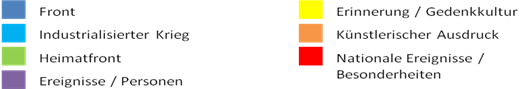 Front
Industrialisierter Krieg
Heimatfront
Ereignisse / Personen
Erinnerung / Gedenkkultur
Künstlerischer Ausdruck
Nationale Ereignisse /
Besonderheiten